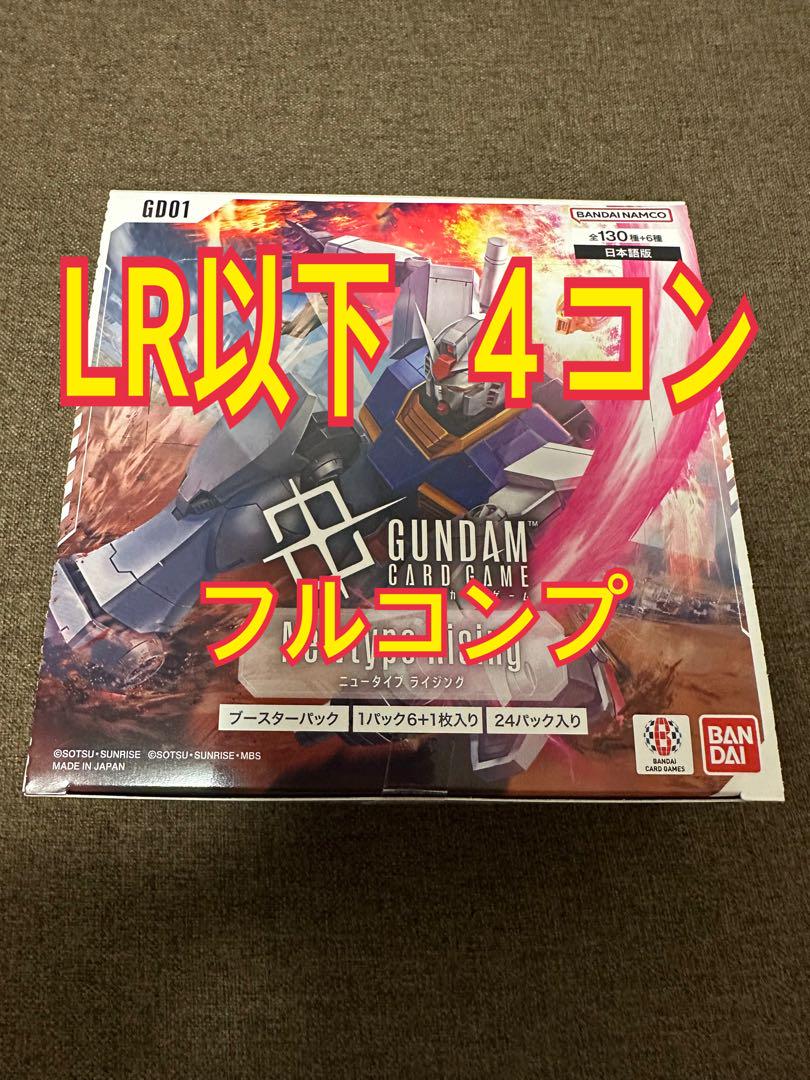 GD01
BANDAI NAMCO
全130種+6種
日本語版
LR以下 4コン
GUNDAM™
CARD GAME
フルコンプ
ニュータイプ ライジング
ブースターパック
1パック6+1枚入り
24パック入り
©SOTSU・SUNRISE ©SOTSU・SUNRISE・MBS
MADE IN JAPAN
B
BANDAI
CARD GAMES
BAN
DAI